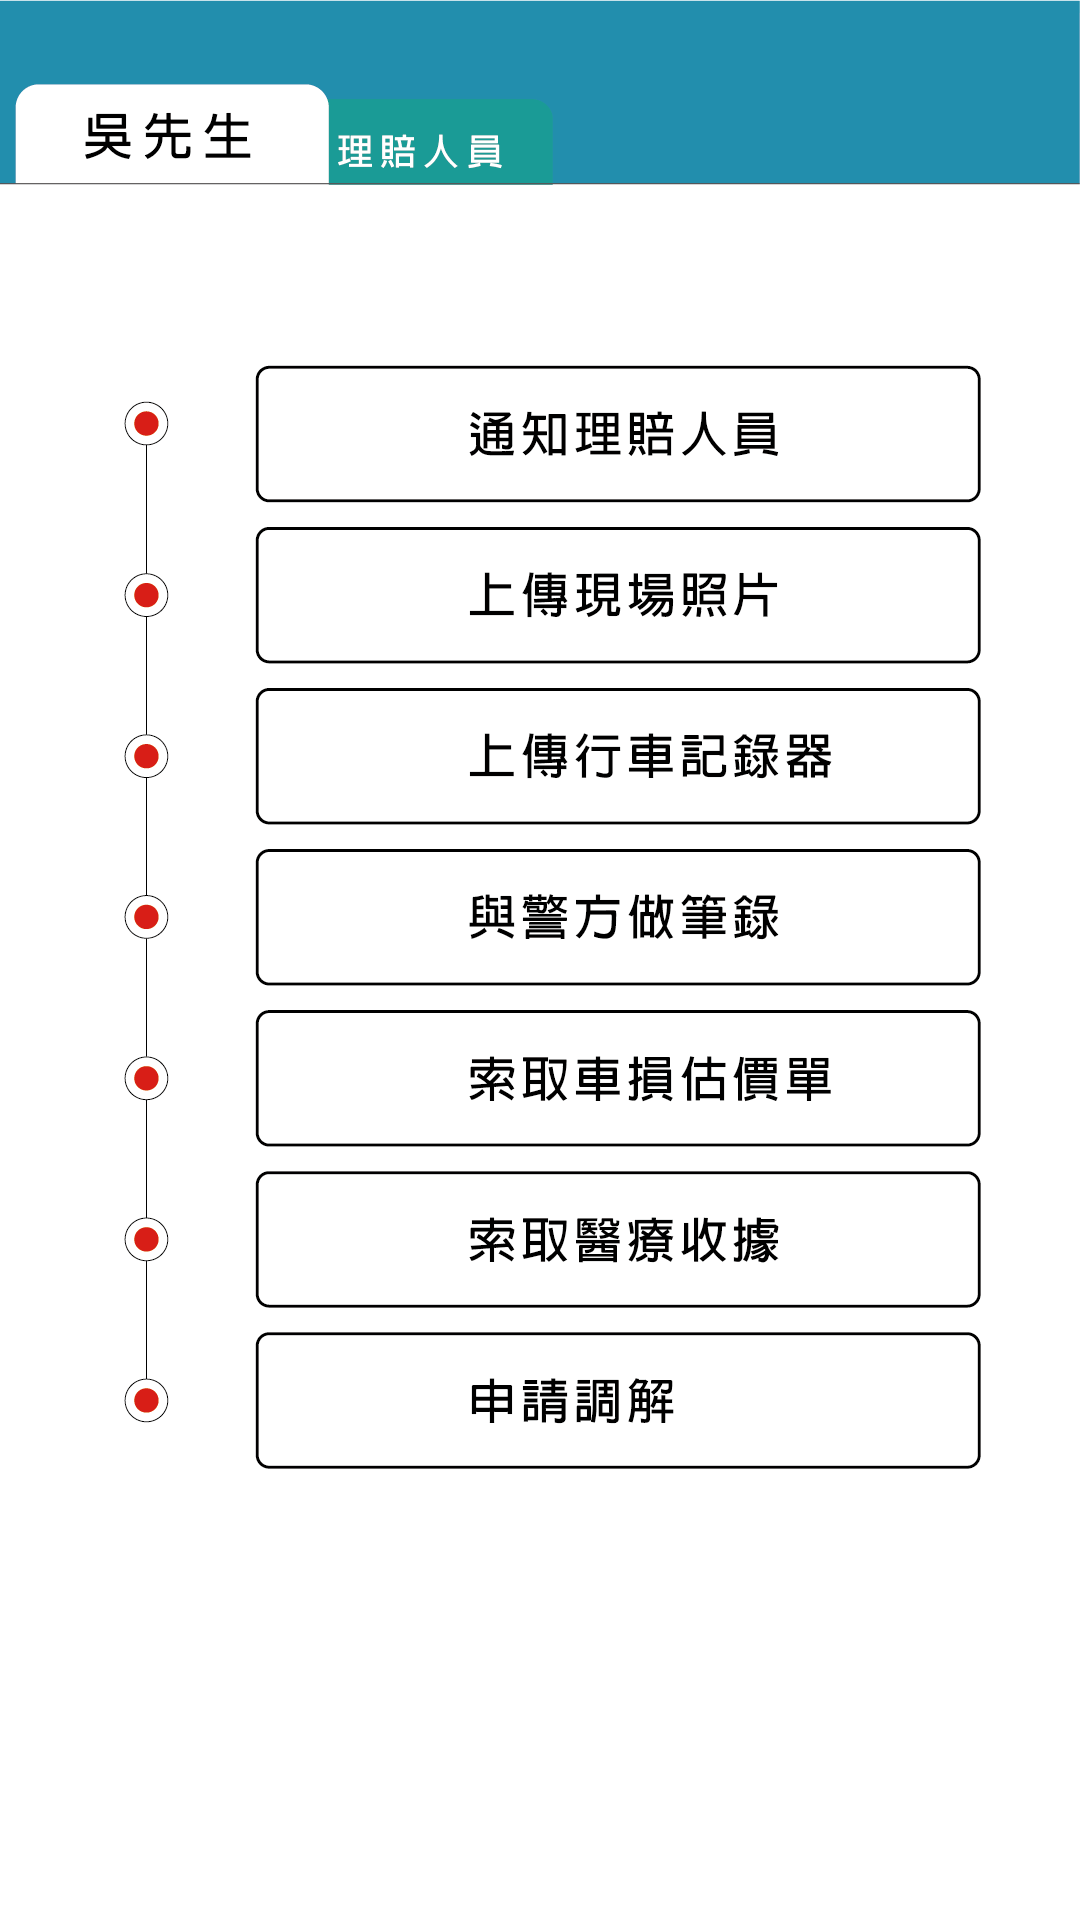 吳先生
理賠人員
通知理賠人員
上傳現場照片
上傳行車記錄器
與警方做筆錄
索取車損估價單
索取醫療收據
申請調解